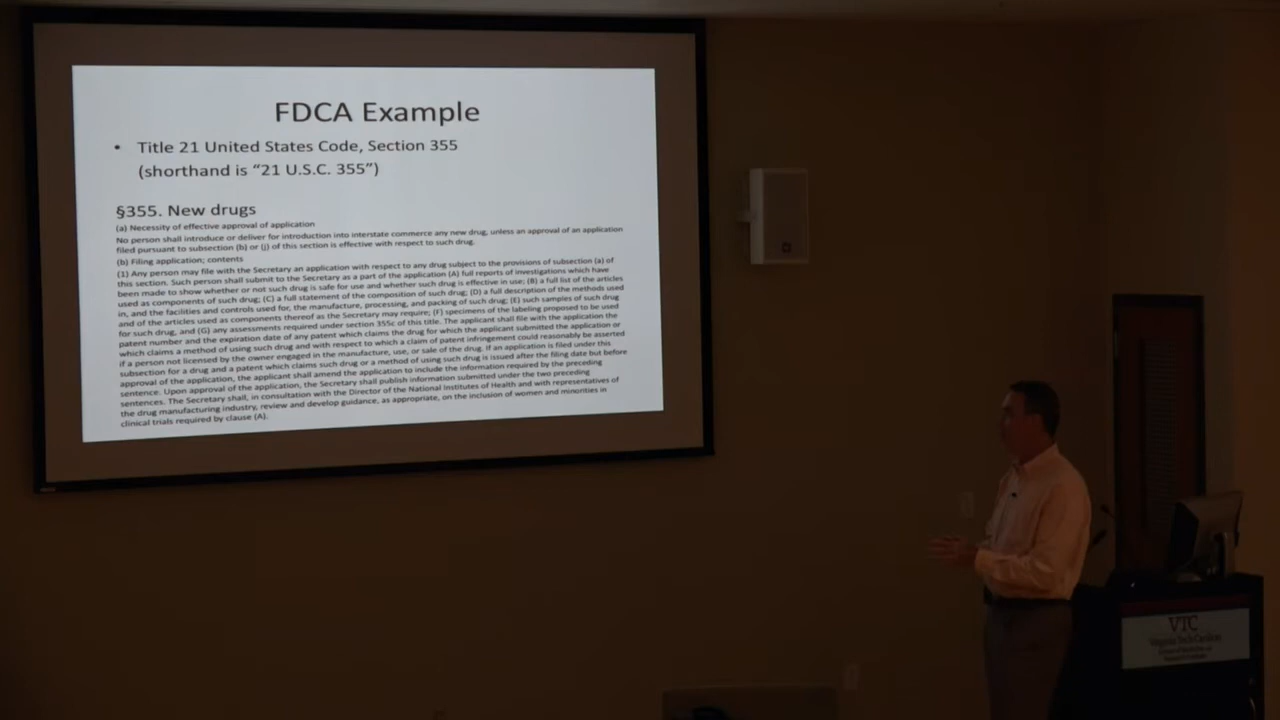 FDCA Example
• Title 21 United States Code, Section 355
(shorthand is “21 U.S.C. 355”)
§355. New drugs
(a) Necessity of effective approval of application
No person shall introduce or deliver for introduction into interstate commerce any new drug, unless an approval of an application
filed pursuant to subsection (b) or (j) of this section is effective with respect to such drug.
(b) Filing application; contents
(1) Any person may file with the Secretary an application with respect to any drug subject to the provisions of subsection (a) of
this section. Such person shall submit to the Secretary as a part of the application (A) full reports of investigations which have
been made to show whether or not such drug is safe for use and whether such drug is effective in use; (B) a full list of the articles
used as components of such drug; (C) a full statement of the composition of such drug; (D) a full description of the methods used
in, and the facilities and controls used for, the manufacture, processing, and packing of such drug; (E) such samples of such drug
and of the articles used as components thereof as the Secretary may require; (F) specimens of the labeling proposed to be used
for such drug, and (G) any assessments required under section 355c of this title. The applicant shall file with the application the
patent number and the expiration date of any patent which claims the drug for which the applicant submitted the application or
which claims a method of using such drug and with respect to which a claim of patent infringement could reasonably be asserted
if a person not licensed by the owner engaged in the manufacture, use, or sale of the drug. If an application is filed under this
subsection for a drug and a patent which claims such drug or a method of using such drug is issued after the filing date but before
approval of the application, the applicant shall amend the application to include the information required by the preceding
sentence. Upon approval of the application, the Secretary shall publish information submitted under the two preceding
sentences. The Secretary shall, in consultation with the Director of the National Institutes of Health and with representatives of
the drug manufacturing industry, review and develop guidance, as appropriate, on the inclusion of women and minorities in
clinical trials required by clause (A).
VTC
Virginia Tech Carilion